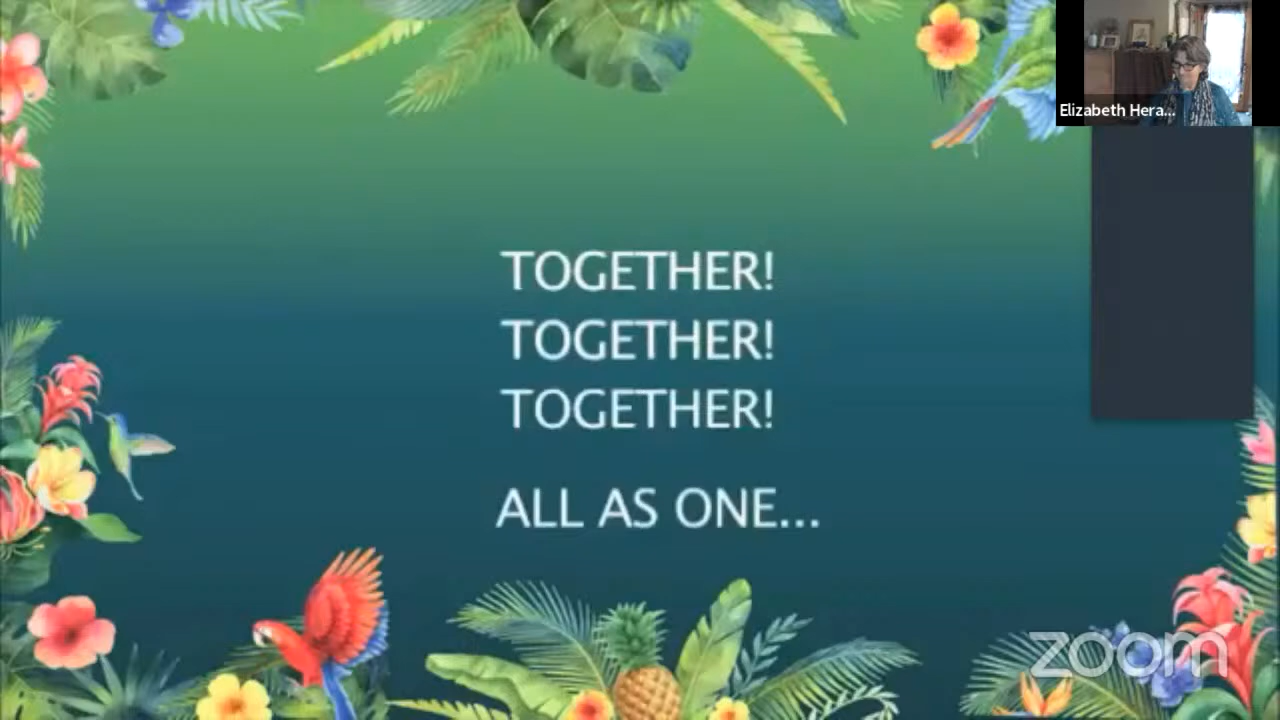 Elizabeth Hera...
TOGETHER!
TOGETHER!
TOGETHER!
ALL AS ONE...
zoom